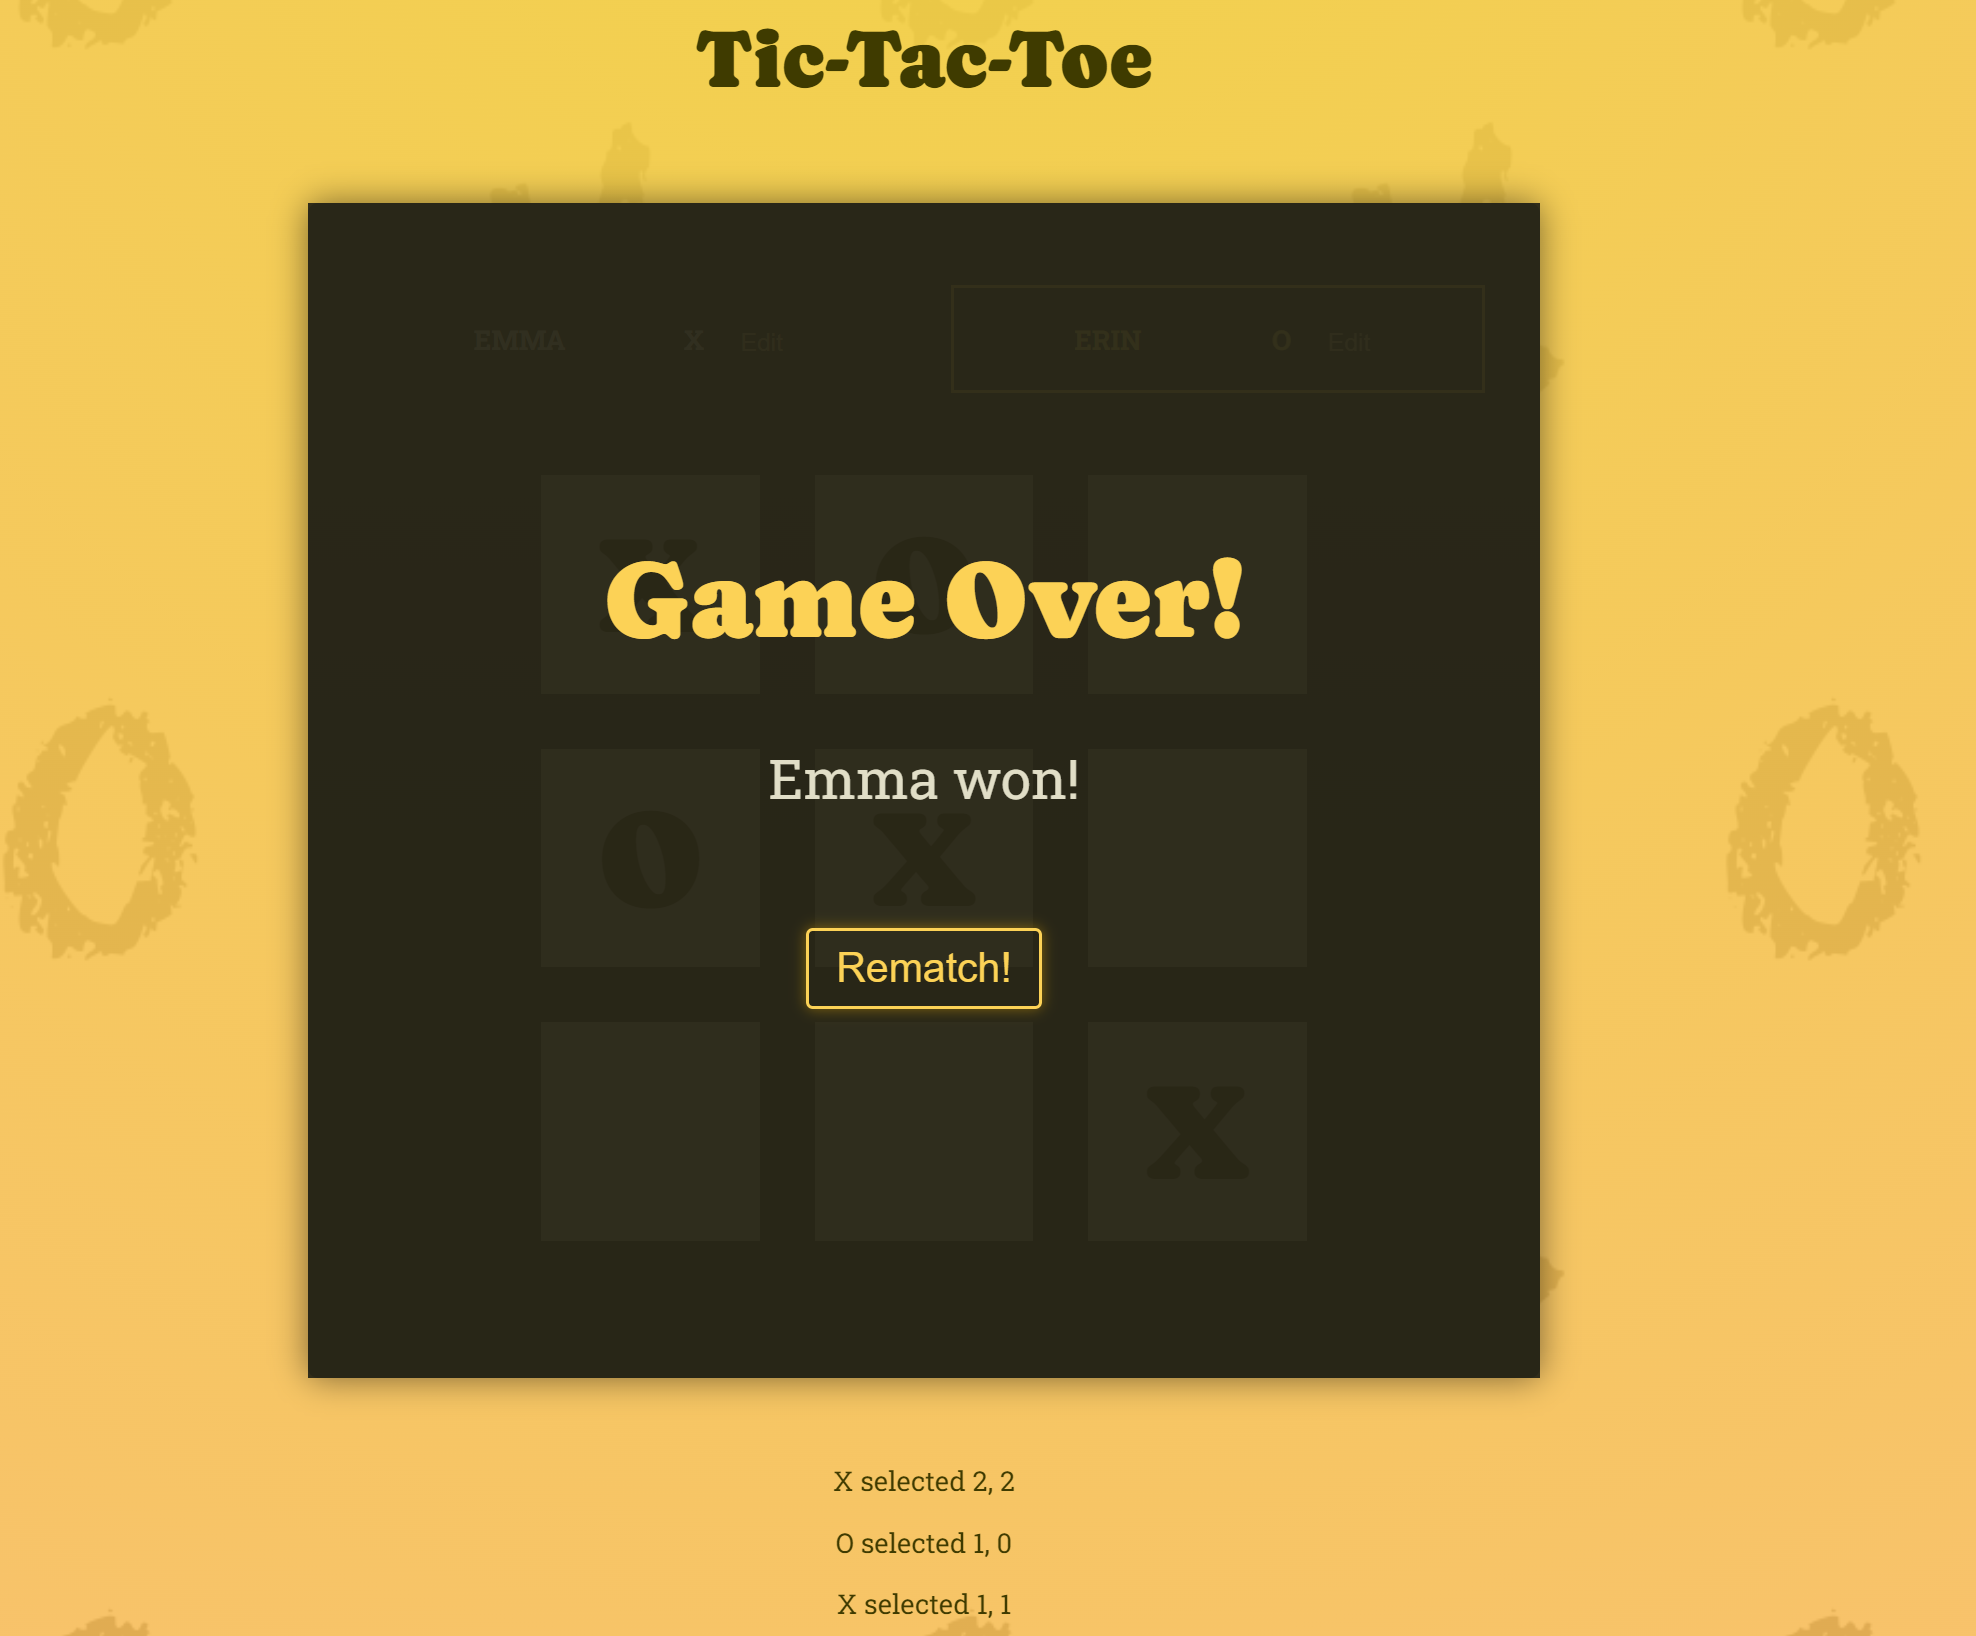 Tic-Tac-Toe
EMMA X Edit ERIN O Edit
X O
Game Over!
Emma won!
O X
Rematch!
X
X selected 2, 2
O selected 1, 0
X selected 1, 1